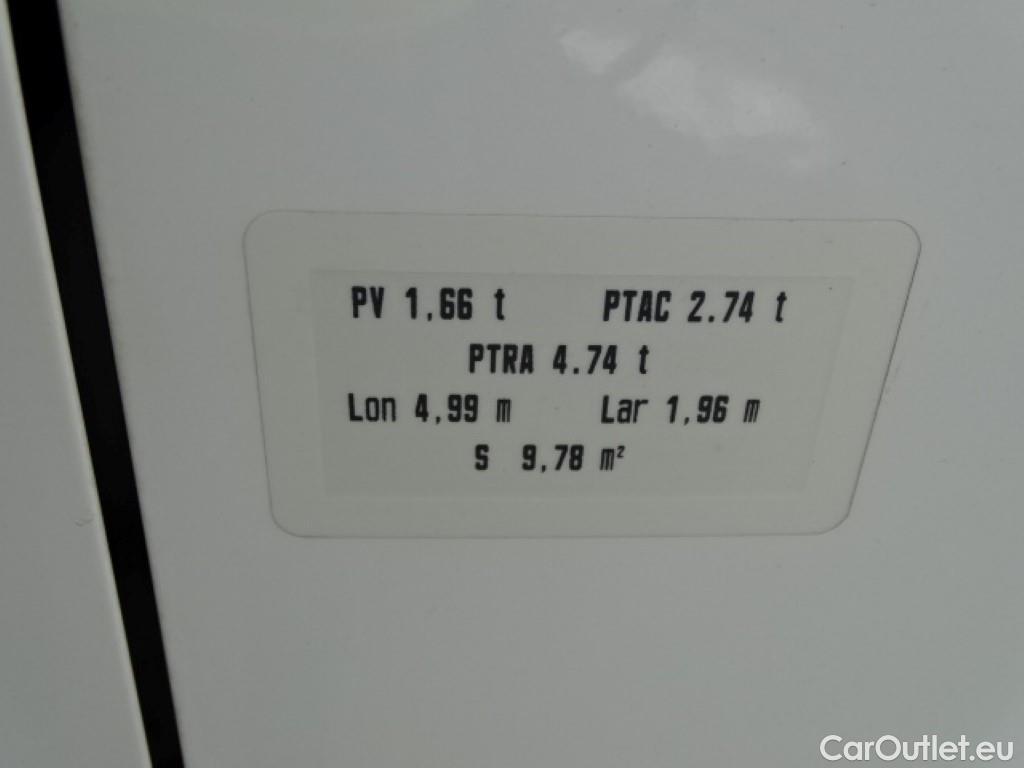 PV 1,66 t PTAC 2.74 t
PTRA 4.74 t
Lon 4,99 m Lar 1,96 m
S 9,78 m²
CarOutlet.eu